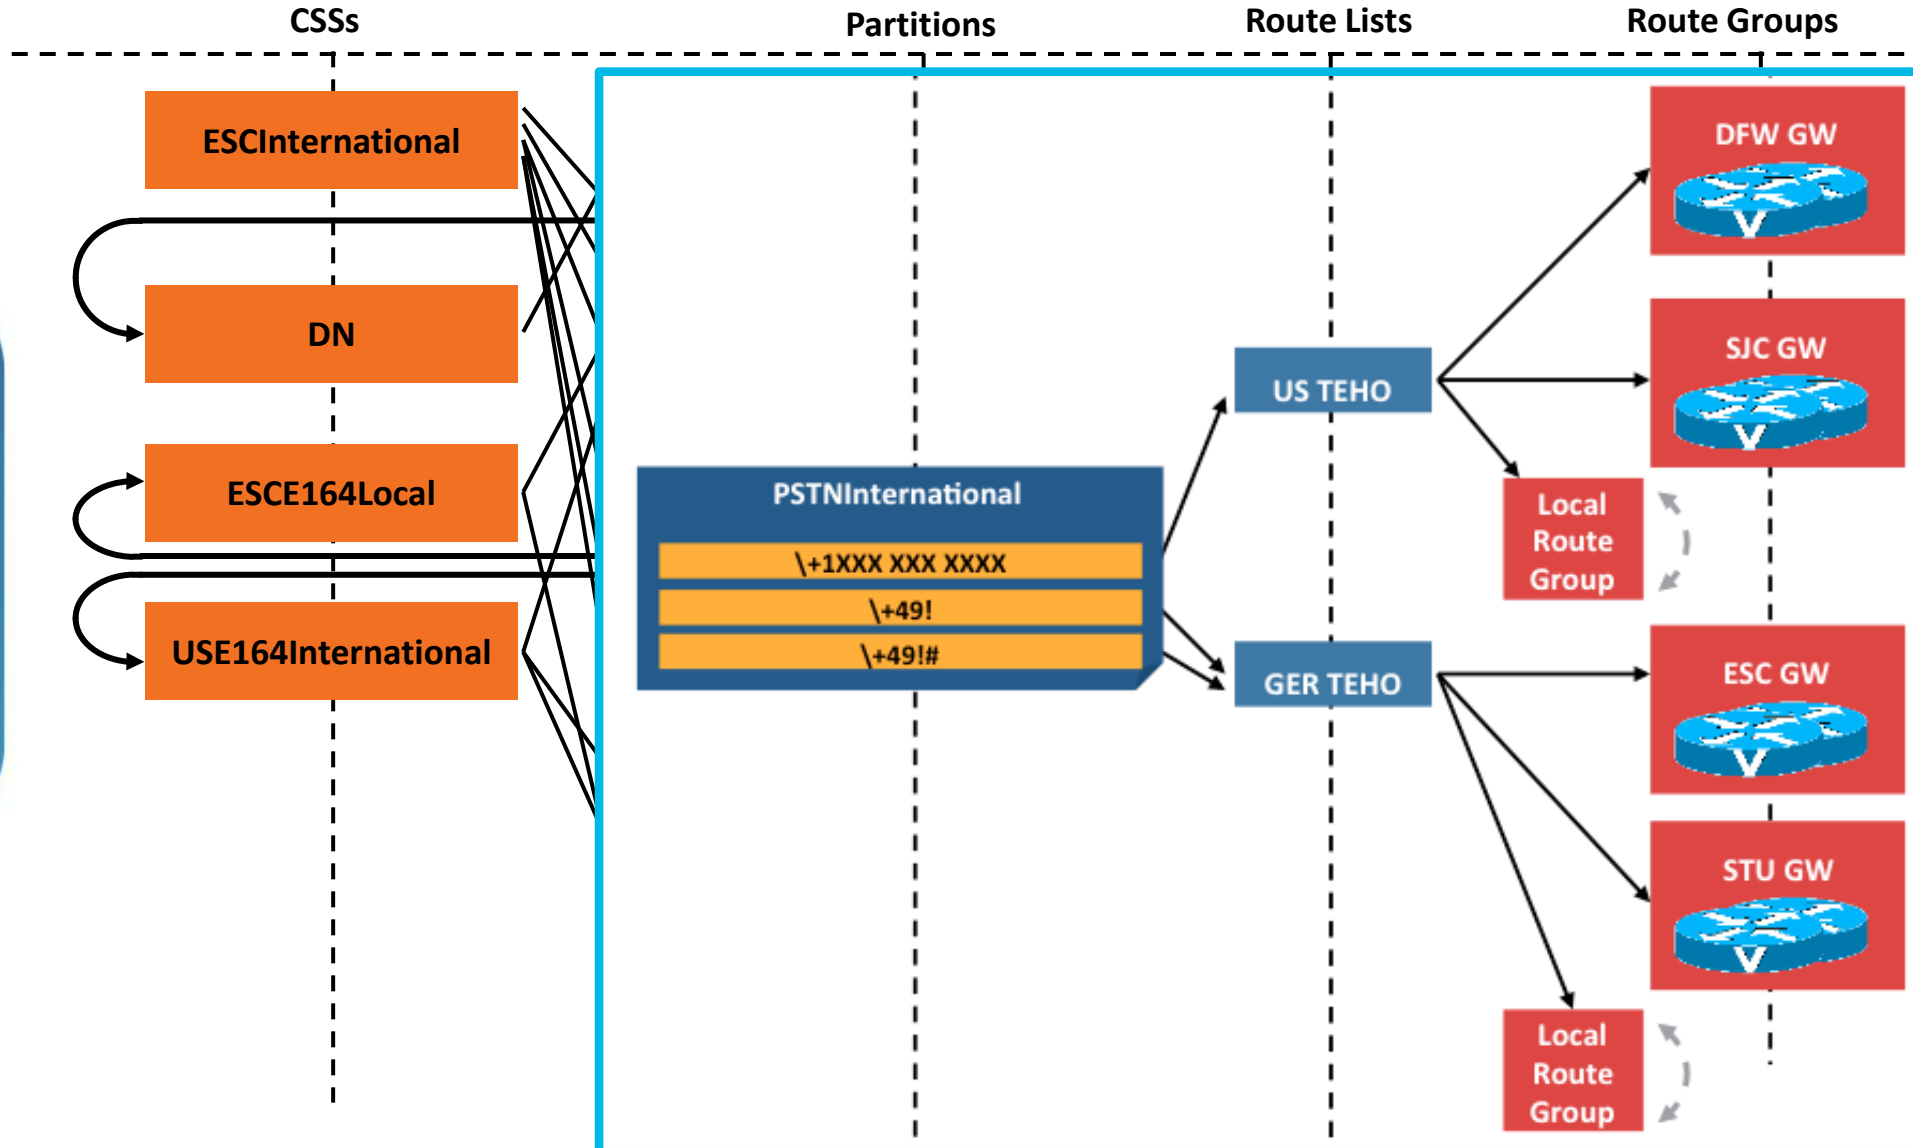 CSSs
Partitions
Route Lists
Route Groups
ESCInternational
DN
ESCE164Local
USE164International
PSTNInternational
\+1XXX XXX XXXX
\+49!
\+49!#
US TEHO
GER TEHO
DFW GW
SJC GW
Local
Route
Group
ESC GW
STU GW
Local
Route
Group